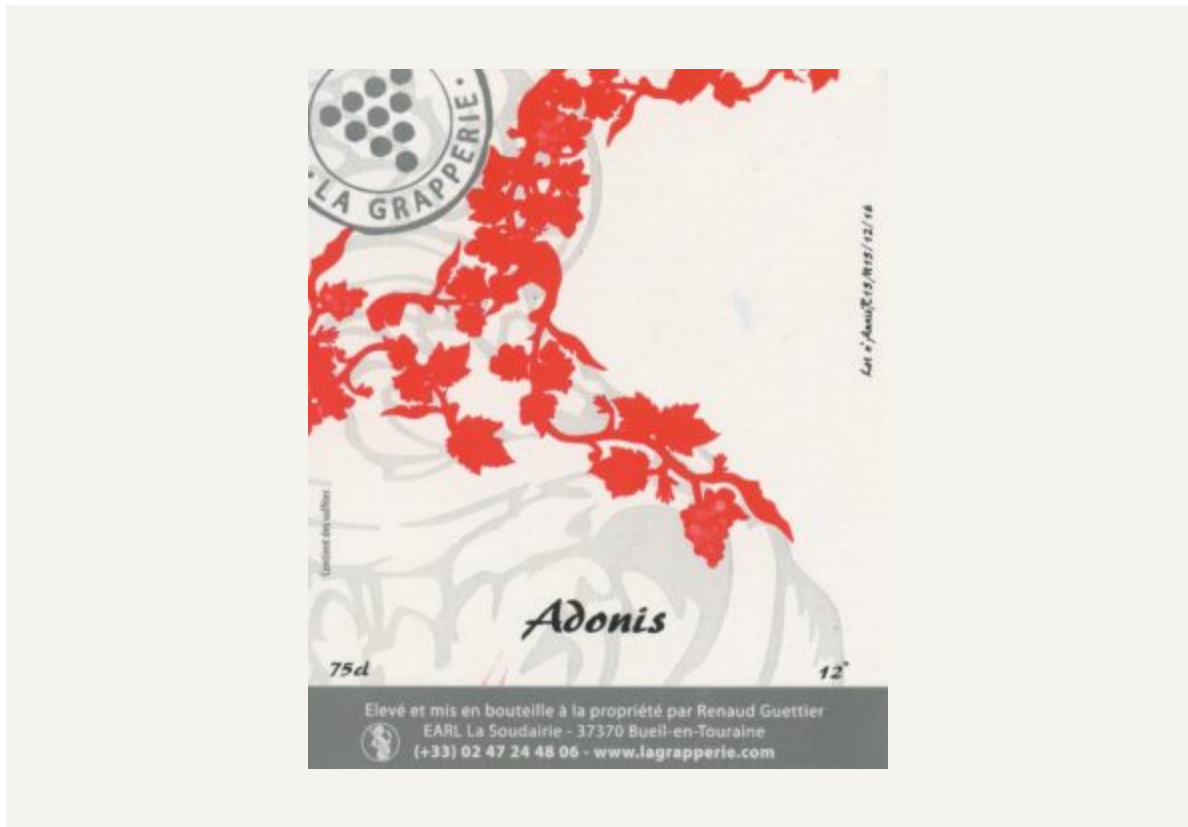 • LA GRAPPERIE •
Contient des sulfites
Adonis
75cl
12°
Elevé et mis en bouteille à la propriété par Renaud Guettier
EARL La Soudairie - 37370 Bueil-en-Touraine
(+33) 02 47 24 48 06 - www.lagrapperie.com